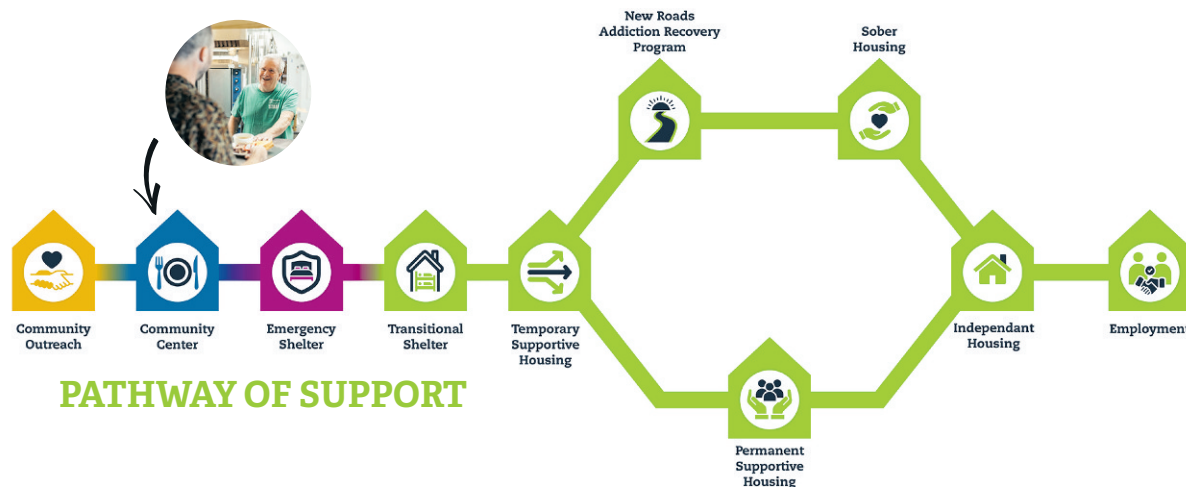 New Roads
Addiction Recovery
Program
Sober
Housing
Community
Outreach
Community
Center
Emergency
Shelter
Transitional
Shelter
Temporary
Supportive
Housing
Independant
Housing
Employment
PATHWAY OF SUPPORT
Permanent
Supportive
Housing